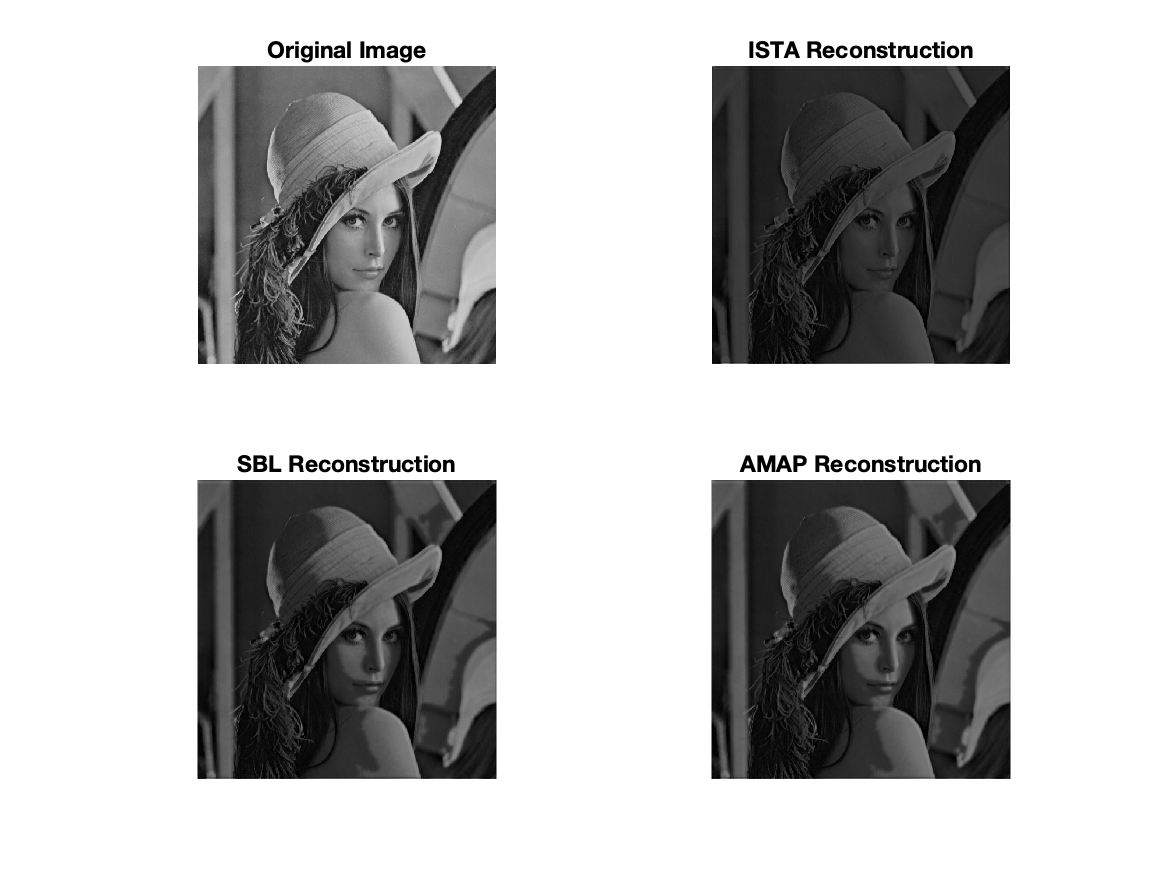 Original Image
ISTA Reconstruction
SBL Reconstruction
AMAP Reconstruction